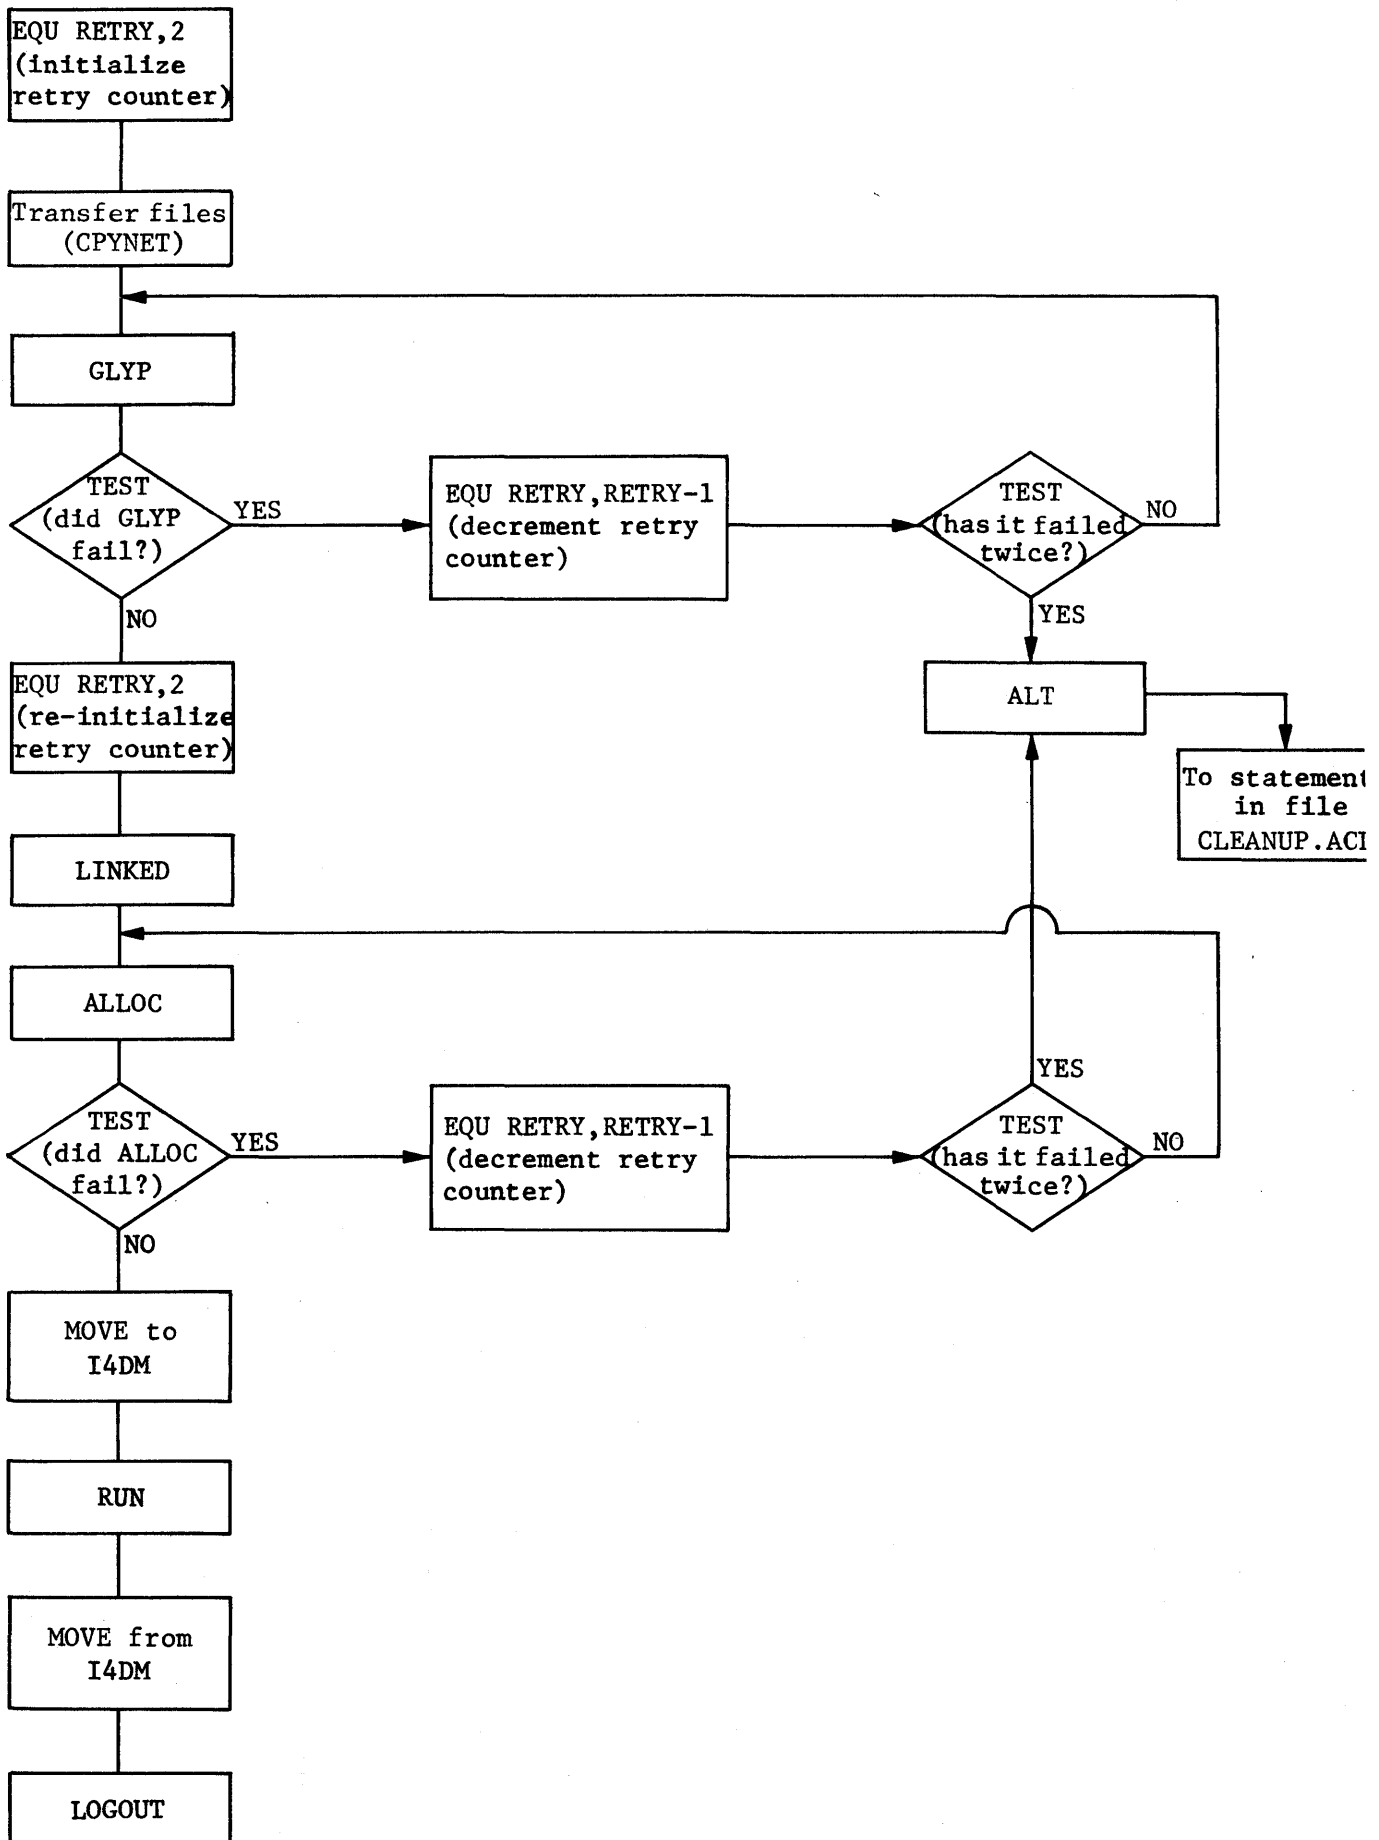 EQU RETRY,2
(initialize
retry counter)
Transfer files
(CPYNET)
GLYP
TEST
(did GLYP
fail?)
YES
NO
EQU RETRY,RETRY-1
(decrement retry
counter)
TEST
(has it failed
twice?)
NO
YES
EQU RETRY,2
(re-initialize
retry counter)
ALT
To statement
in file
LINKED
ALLOC
TEST
(did ALLOC
fail?)
YES
NO
EQU RETRY,RETRY-1
(decrement retry
counter)
YES
TEST
(has it failed
twice?)
NO
MOVE to
I4DM
RUN
MOVE from
I4DM
LOGOUT